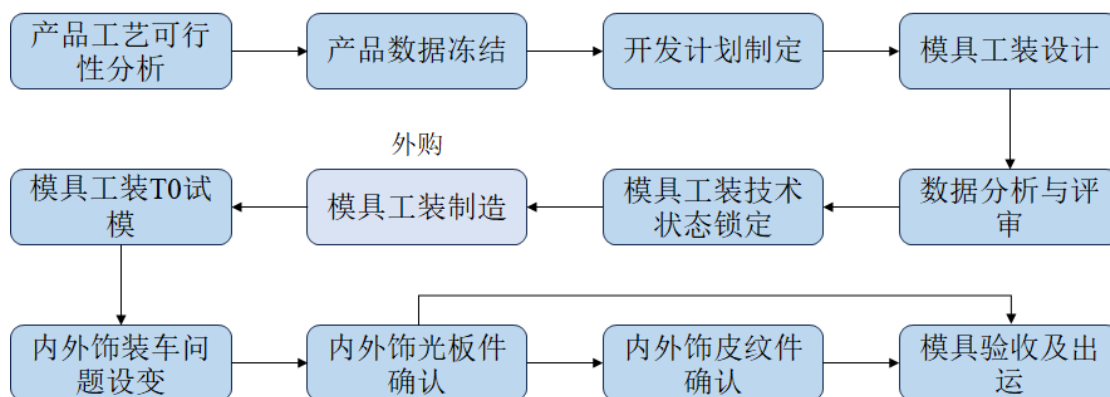 产品工艺可行
性分析
产品数据冻结
开发计划制定
模具工装设计
外购
模具工装T0试
模
模具工装制造
模具工装技术
状态锁定
数据分析与评
审
内外饰装车问
题设变
内外饰光板件
确认
内外饰皮纹件
确认
模具验收及出
运